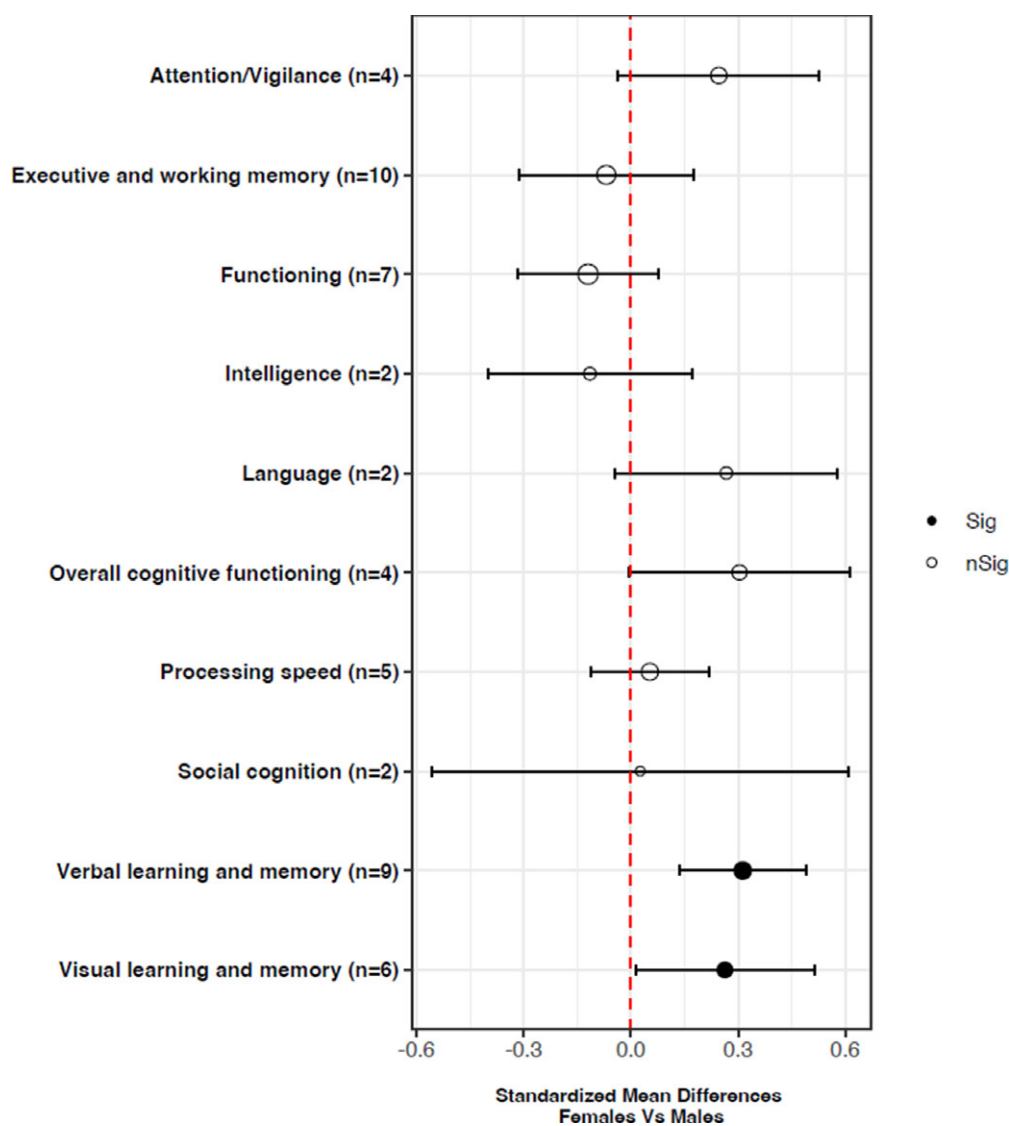 Attention/Vigilance (n=4)
Executive and working memory (n=10)
Functioning (n=7)
Intelligence (n=2)
Language (n=2)
Sig
nSig
Overall cognitive functioning (n=4)
Processing speed (n=5)
Social cognition (n=2)
Verbal learning and memory (n=9)
Visual learning and memory (n=6)
-0.6 -0.3 0.0 0.3 0.6
Standardized Mean Differences
Females Vs Males